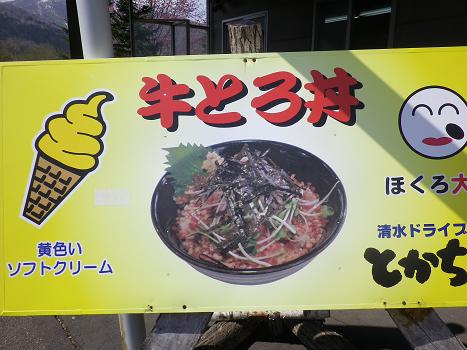 牛とろ丼
黄色い
ソフトクリーム
ほくろ大
清水ドライブ
とかち